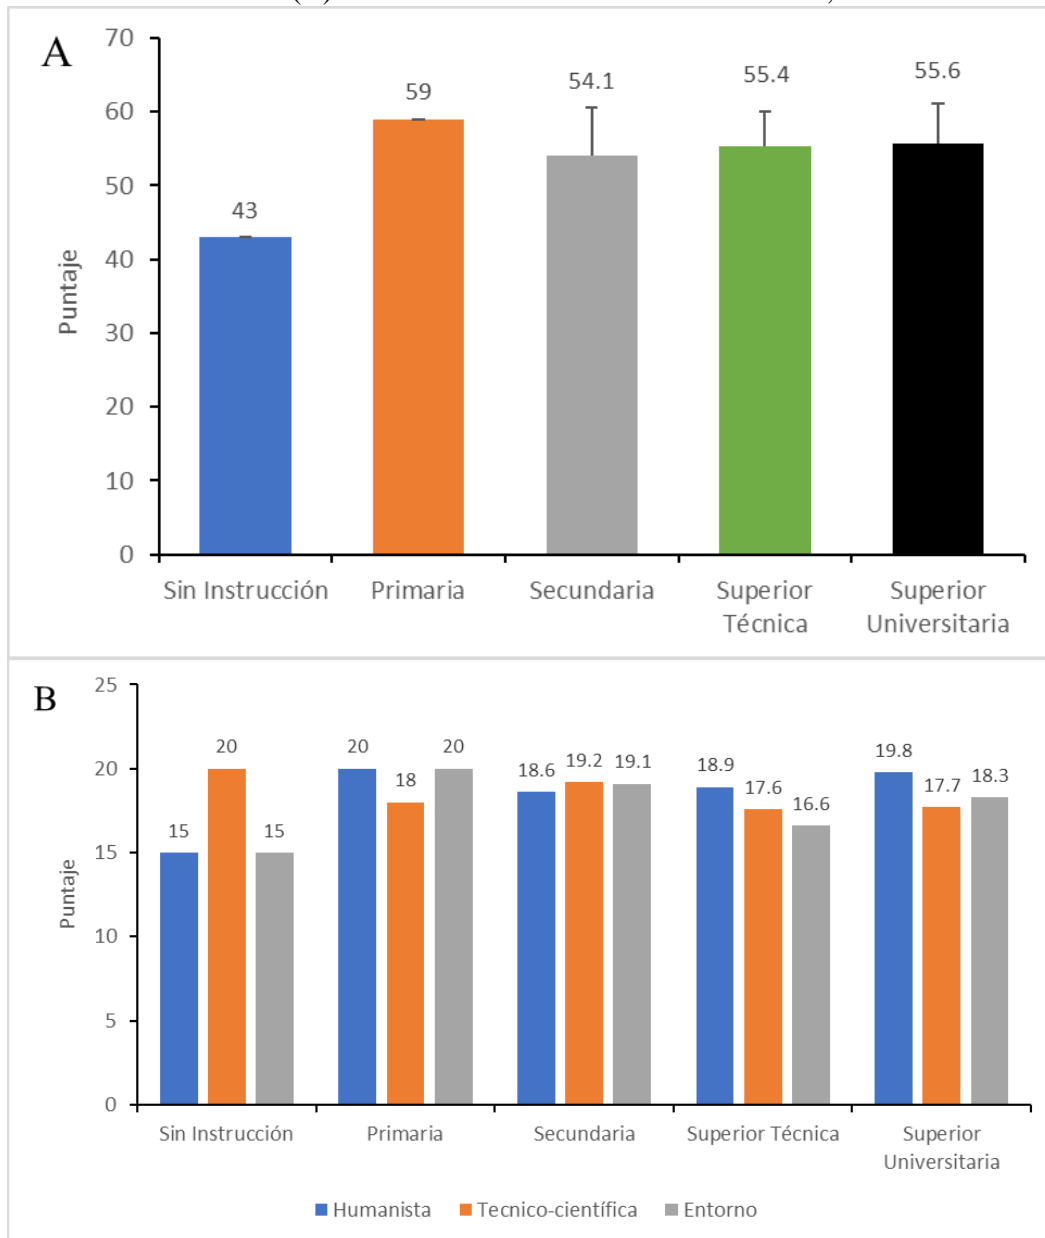 A
70
60
50
40
30
20
10
0
Puntaje
43
59
54.1
55.4
55.6
Sin Instrucción
Primaria
Secundaria
Superior
Técnica
Superior
Universitaria
B
25
20
15
10
5
0
Puntaje
15
20
15
20
18
20
18.6
19.2
19.1
18.9
17.6
16.6
19.8
17.7
18.3
Sin Instrucción
Primaria
Secundaria
Superior Técnica
Superior
Universitaria
Humanista
Tecnico-científica
Entorno